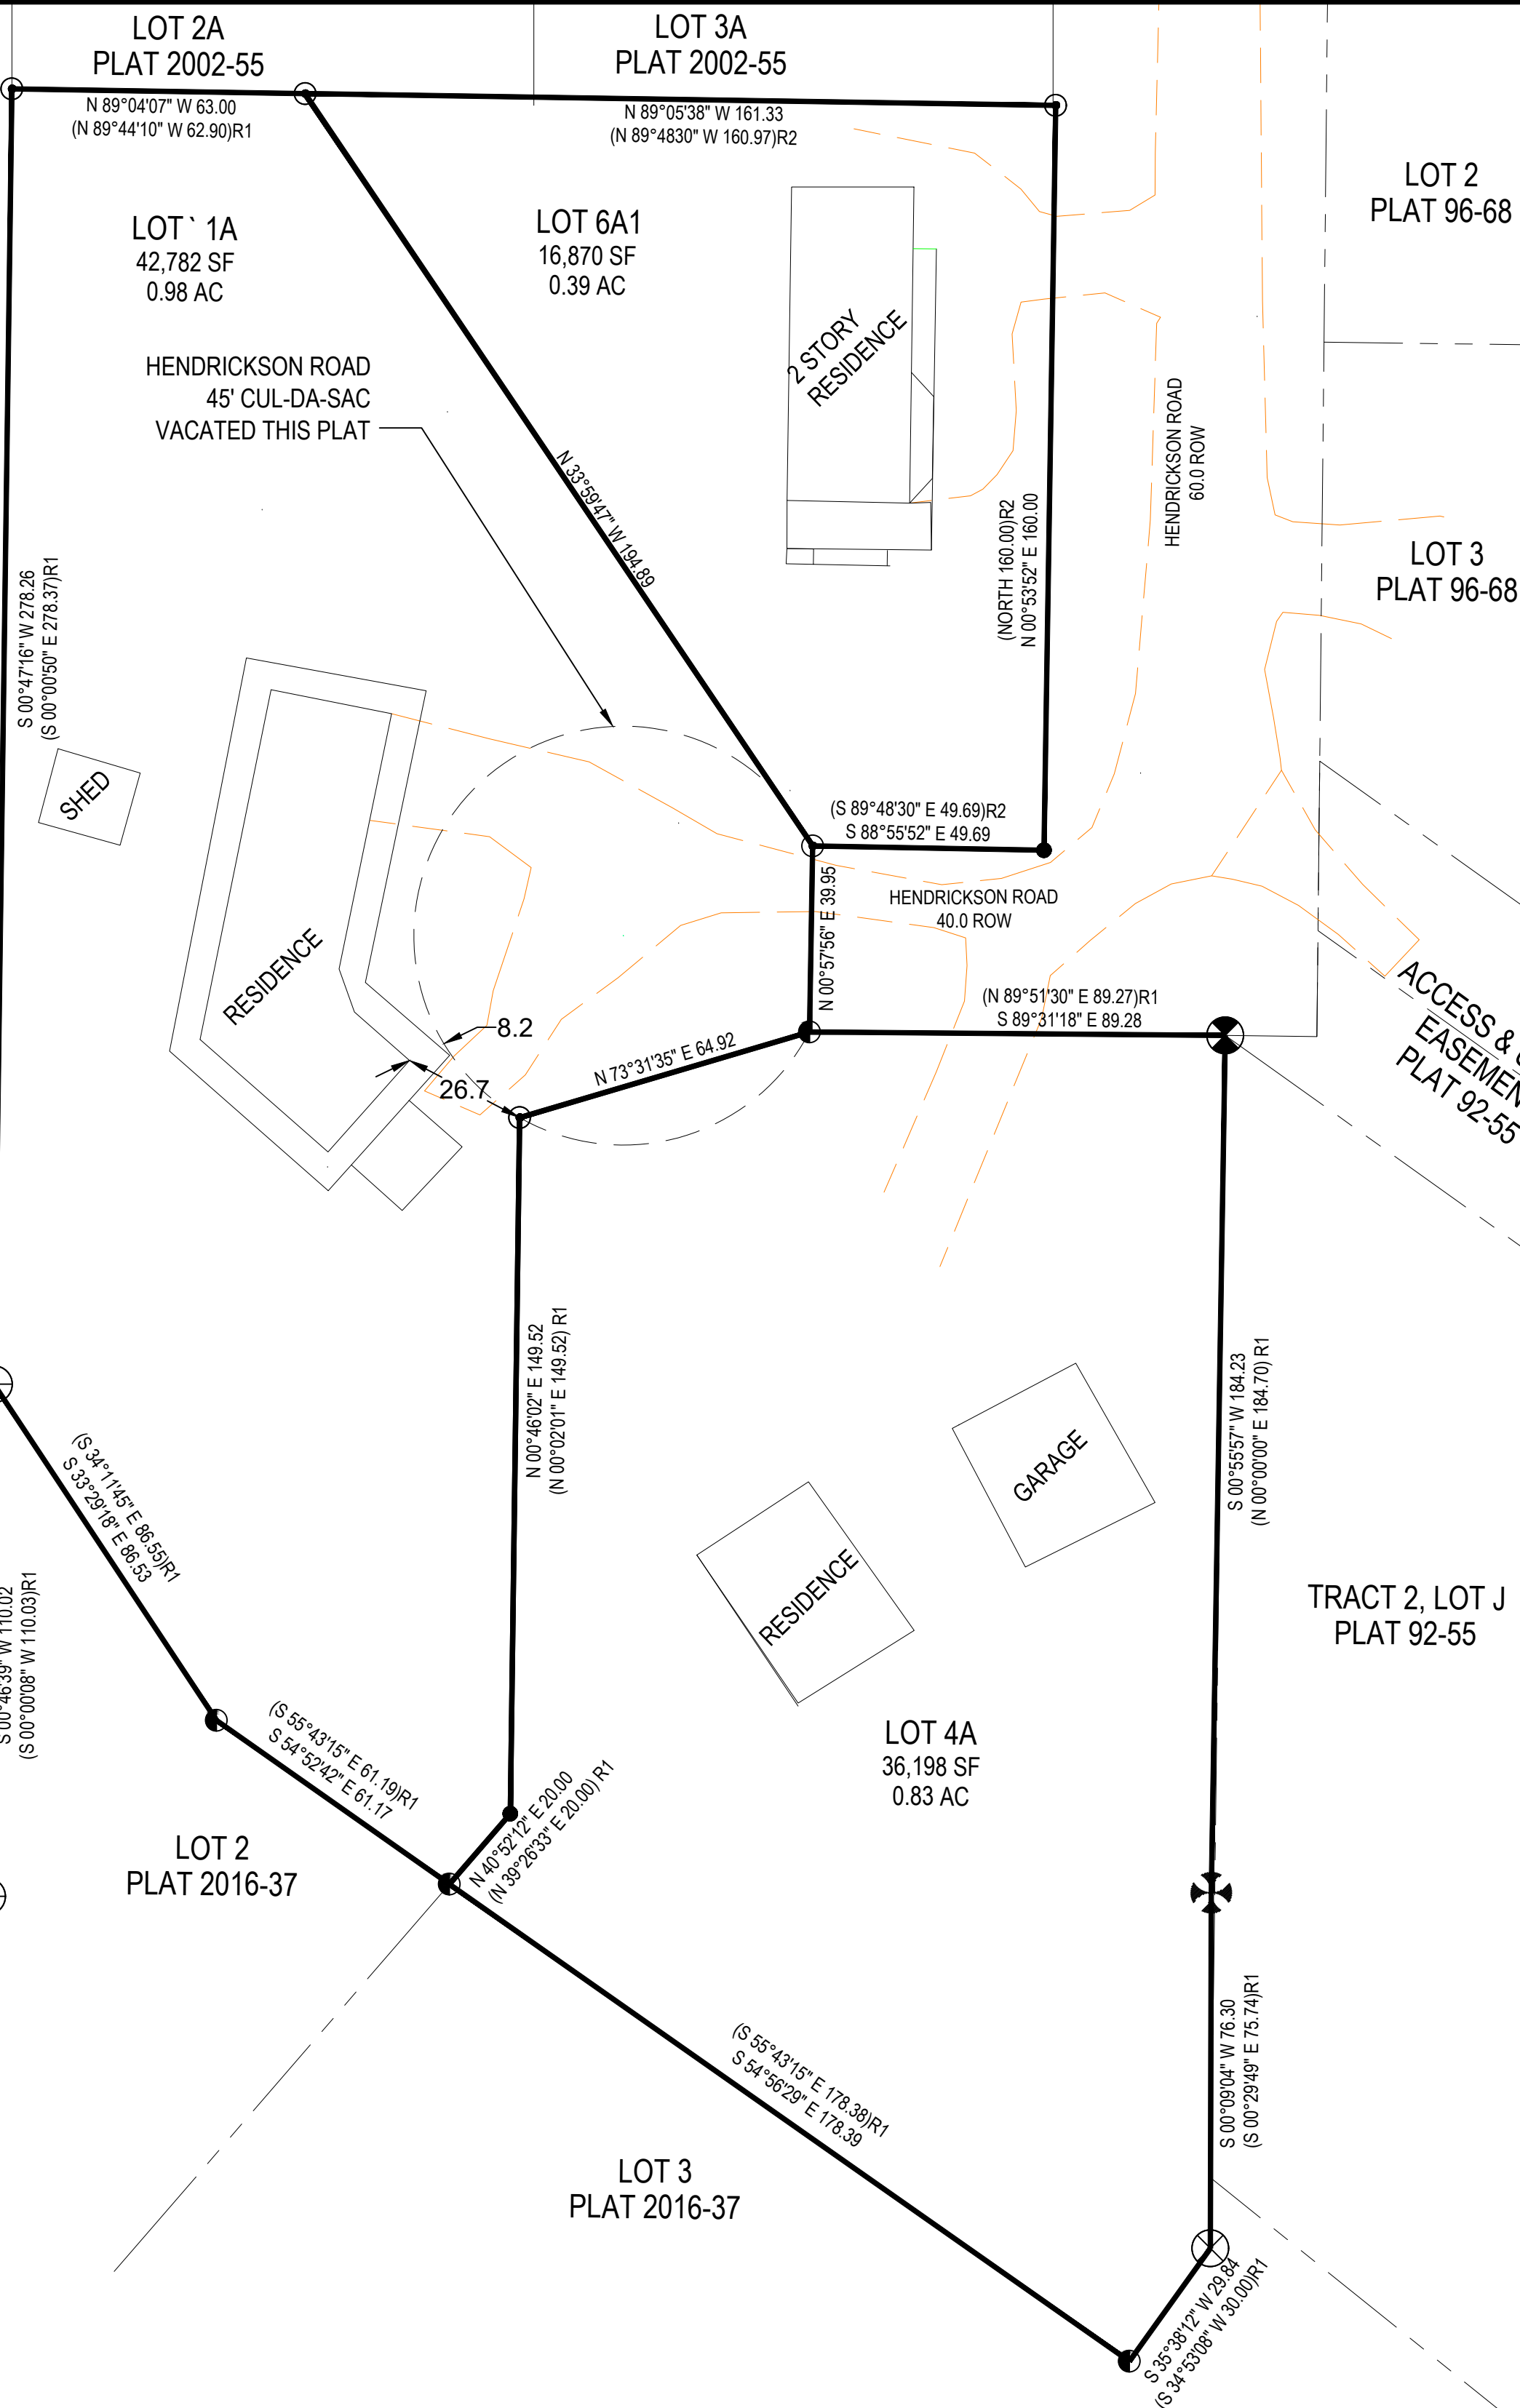 LOT 2A
PLAT 2002-55
LOT 3A
PLAT 2002-55
N 89°04'07" W 63.00
(N 89°44'10" W 62.90)R1
N 89°05'38" W 161.33
(N 89°4830" W 160.97)R2
LOT 2
PLAT 96-68
LOT ` 1A
42,782 SF
0.98 AC
LOT 6A1
16,870 SF
0.39 AC
2 STORY
RESIDENCE
HENDRICKSON ROAD
45' CUL-DA-SAC
VACATED THIS PLAT
HENDRICKSON ROAD
60.0 ROW
N 33°59'47" W 194.89
(NORTH 160.00)R2
N 00°53'52" E 160.00
LOT 3
PLAT 96-68
S 00°47'16" W 278.26
(S 00°00'50" E 278.37)R1
SHED
(S 89°48'30" E 49.69)R2
S 88°55'52" E 49.69
N 00°57'56" E 39.95
HENDRICKSON ROAD
40.0 ROW
RESIDENCE
(N 89°51'30" E 89.27)R1
S 89°31'18" E 89.28
8.2
26.7
N 73°31'35" E 64.92
ACCESS &
EASEMEN
PLAT 92-55
N 00°46'02" E 149.52
(N 00°02'01" E 149.52) R1
S 00°55'57" W 184.23
(N 00°00'00" E 184.70) R1
GARAGE
RESIDENCE
(S 34°11'45" E 86.55)R1
S 33°29'18" E 86.53
S 00°46'39" W 110.02
(S 00°00'08" W 110.03)R1
TRACT 2, LOT J
PLAT 92-55
(S 55°43'15" E 61.19)R1
S 54°52'42" E 61.17
LOT 4A
36,198 SF
0.83 AC
N 40°52'12" E 20.00
(N 39°26'33" E 20.00) R1
LOT 2
PLAT 2016-37
(S 55°43'15" E 178.38)R1
S 54°56'29" E 178.39
S 00°09'04" W 76.30
(S 00°29'49" E 75.74)R1
LOT 3
PLAT 2016-37
S 35°38'12" W 29.84
(S 34°53'08" W 30.00)R1